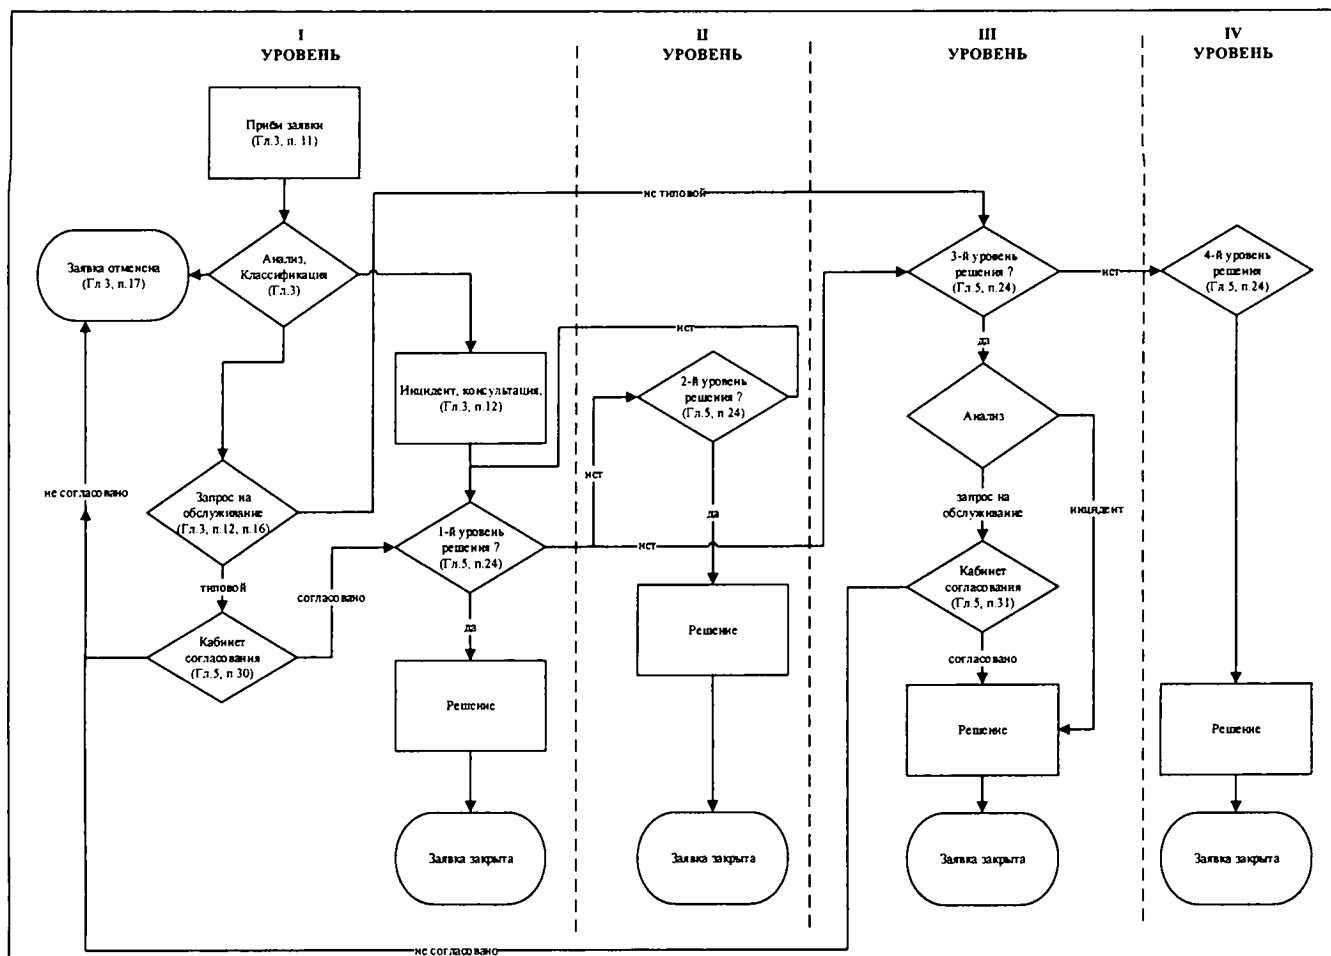 I
УРОВЕНЬ
II
УРОВЕНЬ
III
УРОВЕНЬ
IV
УРОВЕНЬ
Приём заявки
(Гл.3, п. 11)
не типовой
Заявка отменена
(Гл 3, п.17)
Анализ,
Классификация
(Гл.3)
3-й уровень
решения ?
(Гл.5, п.24)
нет
4-й уровень
решения
(Гл.5, п.24)
нет
да
Инцидент, консультация,
(Гл.3, п.12)
2-й уровень
решения ?
(Гл.5, п 24)
Анализ
нет
не согласовано
Запрос на
обслуживание
(Гл.3, п.12, п.16)
запрос на
обслуживание
инцидент
да
1-й уровень
решения ?
(Гл.5, п.24)
нет
типовой
согласовано
Кабинет
согласования
(Гл.5, п.31)
Кабинет
согласования
(Гл.5, п 30)
да
Решение
согласовано
Решение
Решение
Решение
Заявка закрыта
Заявка закрыта
Заявка закрыта
Заявка закрыта
не согласовано